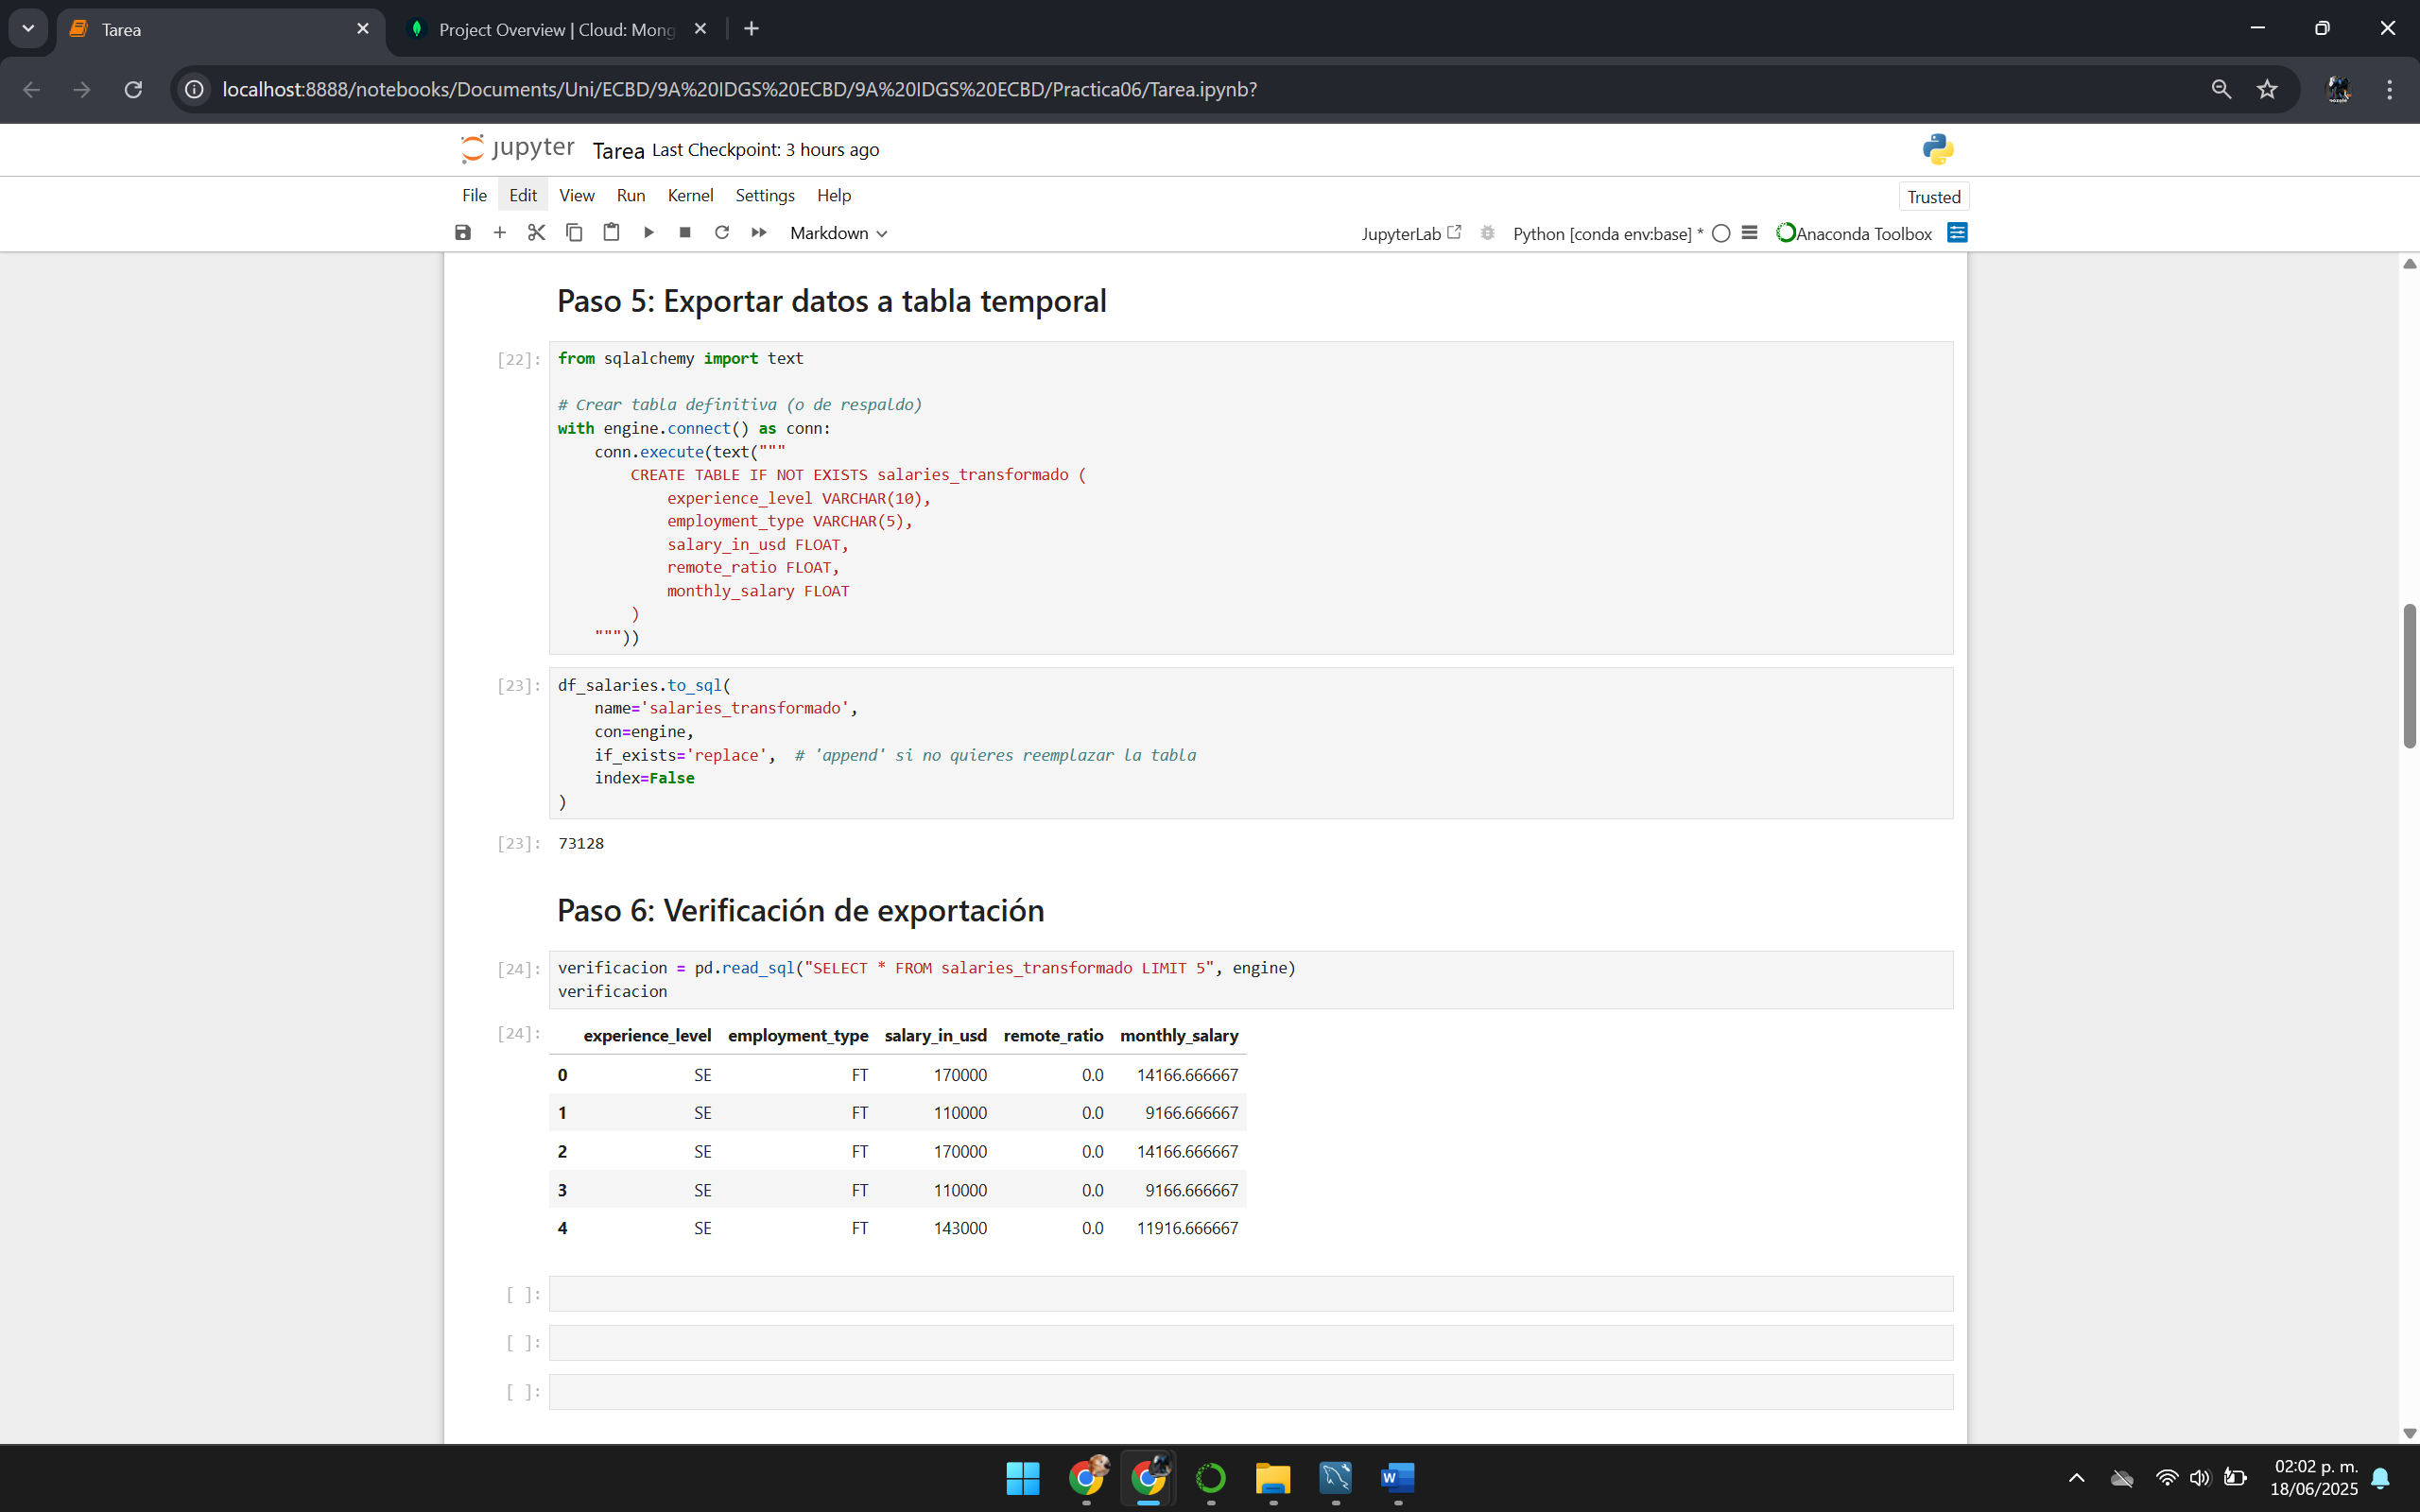 Tarea
Project Overview | Cloud: Mong
localhost:8888/notebooks/Documents/Uni/ECBD/9A%20IDGS%20ECBD/9A%20IDGS%20ECBD/Practica06/Tarea.ipynb?
jupyter Tarea Last Checkpoint: 3 hours ago
File Edit View Run Kernel Settings Help
Trusted
Markdown
JupyterLab Python [conda env:base] * Anaconda Toolbox
Paso 5: Exportar datos a tabla temporal
[22]: from sqlalchemy import text
# Crear tabla definitiva (o de respaldo)
with engine.connect() as conn:
conn.execute(text("""
CREATE TABLE IF NOT EXISTS salaries_transformado (
experience_level VARCHAR(10),
employment_type VARCHAR(5),
salary_in_usd FLOAT,
remote_ratio FLOAT,
monthly_salary FLOAT
)
"""))
[23]: df_salaries.to_sql(
name='salaries_transformado',
con=engine,
if_exists='replace', # 'append' si no quieres reemplazar la tabla
index=False
)
[23]: 73128
Paso 6: Verificación de exportación
[24]: verificacion = pd.read_sql("SELECT * FROM salaries_transformado LIMIT 5", engine)
verificacion
[24]: experience_level employment_type salary_in_usd remote_ratio monthly_salary
0 SE FT 170000 0.0 14166.666667
1 SE FT 110000 0.0 9166.666667
2 SE FT 170000 0.0 14166.666667
3 SE FT 110000 0.0 9166.666667
4 SE FT 143000 0.0 11916.666667
[ ]:
[ ]:
[ ]:
02:02 p. m.
18/06/2025